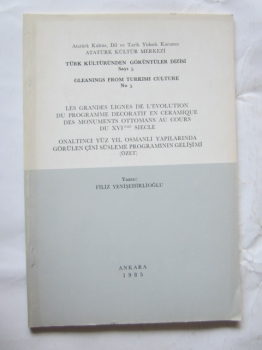 Atatürk Kültür, Dil ve Tarih Yüksek Kurumu
ATATÜRK KÜLTÜR MERKEZİ
TÜRK KÜLTÜRÜNDEN GÖRÜNTÜLER DİZİSİ
Sayı 5
GLEANINGS FROM TURKISH CULTURE
No 5
LES GRANDES LIGNES DE L'EVOLUTION
DU PROGRAMME DECORATIF EN CERAMIQUE
DES MONUMENTS OTTOMANS AU COURS
DU XVIème SIECLE
ONALTINCI YÜZ YIL OSMANLI YAPILARINDA
GÖRÜLEN ÇİNİ SÜSLEME PROGRAMININ GELİŞİMİ
(ÖZET)
Yazan:
FİLİZ YENİŞEHİRLİOĞLU
ANKARA
1985